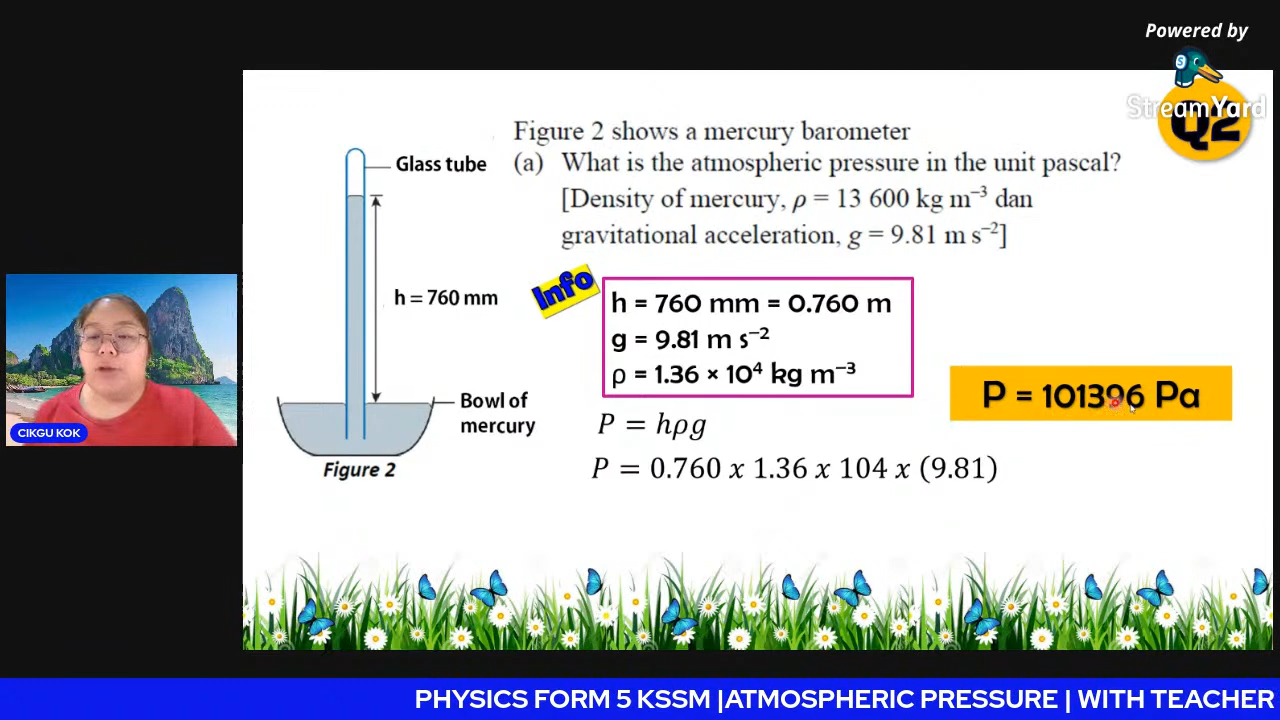 Powered by
StreamYard
Q2
Figure 2 shows a mercury barometer
(a) What is the atmospheric pressure in the unit pascal?
[Density of mercury, ρ = 13 600 kg m⁻³ dan
gravitational acceleration, g = 9.81 m s⁻²]
Glass tube
h = 760 mm
Bowl of
mercury
Figure 2
Info
h = 760 mm = 0.760 m
g = 9.81 m s⁻²
ρ = 1.36 × 10⁴ kg m⁻³
P = hρg
P = 0.760 x 1.36 x 104 x (9.81)
P = 101396 Pa
CIKGU KOK
PHYSICS FORM 5 KSSM |ATMOSPHERIC PRESSURE | WITH TEACHER